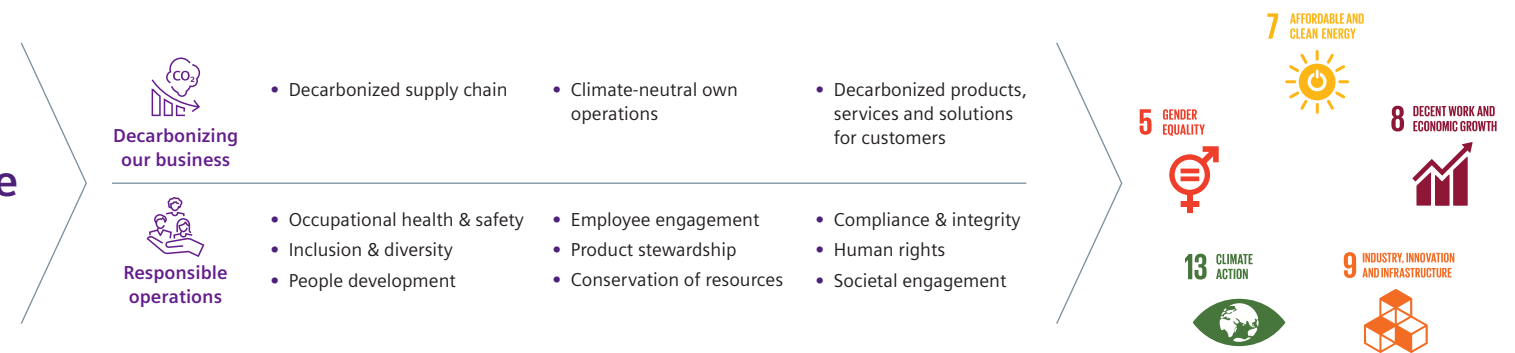 e
CO₂
Decarbonizing
our business
• Decarbonized supply chain
• Climate-neutral own
operations
• Decarbonized products,
services and solutions
for customers
Responsible
operations
• Occupational health & safety
• Inclusion & diversity
• People development
• Employee engagement
• Product stewardship
• Conservation of resources
• Compliance & integrity
• Human rights
• Societal engagement
7 AFFORDABLE AND
CLEAN ENERGY
5 GENDER
EQUALITY
8 DECENT WORK AND
ECONOMIC GROWTH
13 CLIMATE
ACTION
9 INDUSTRY, INNOVATION
AND INFRASTRUCTURE